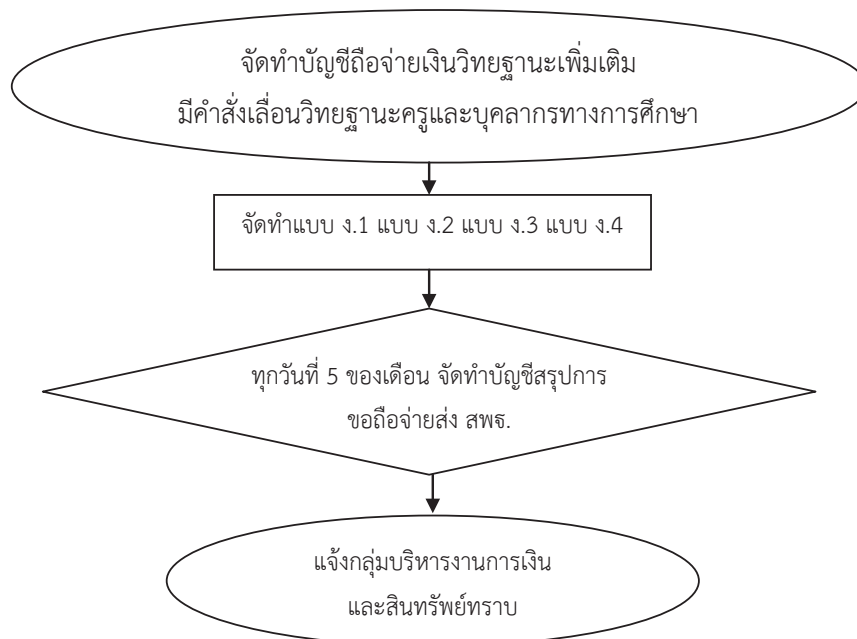 จัดทำบัญชีถือจ่ายเงินวิทยฐานะเพิ่มเติม
มีคำสั่งเลื่อนวิทยฐานะครูและบุคลากรทางการศึกษา
จัดทำแบบ ง.1 แบบ ง.2 แบบ ง.3 แบบ ง.4
ทุกวันที่ 5 ของเดือน จัดทำบัญชีสรุปการ
ขอถือจ่ายส่ง สพฐ.
แจ้งกลุ่มบริหารงานการเงิน
และสินทรัพย์ทราบ